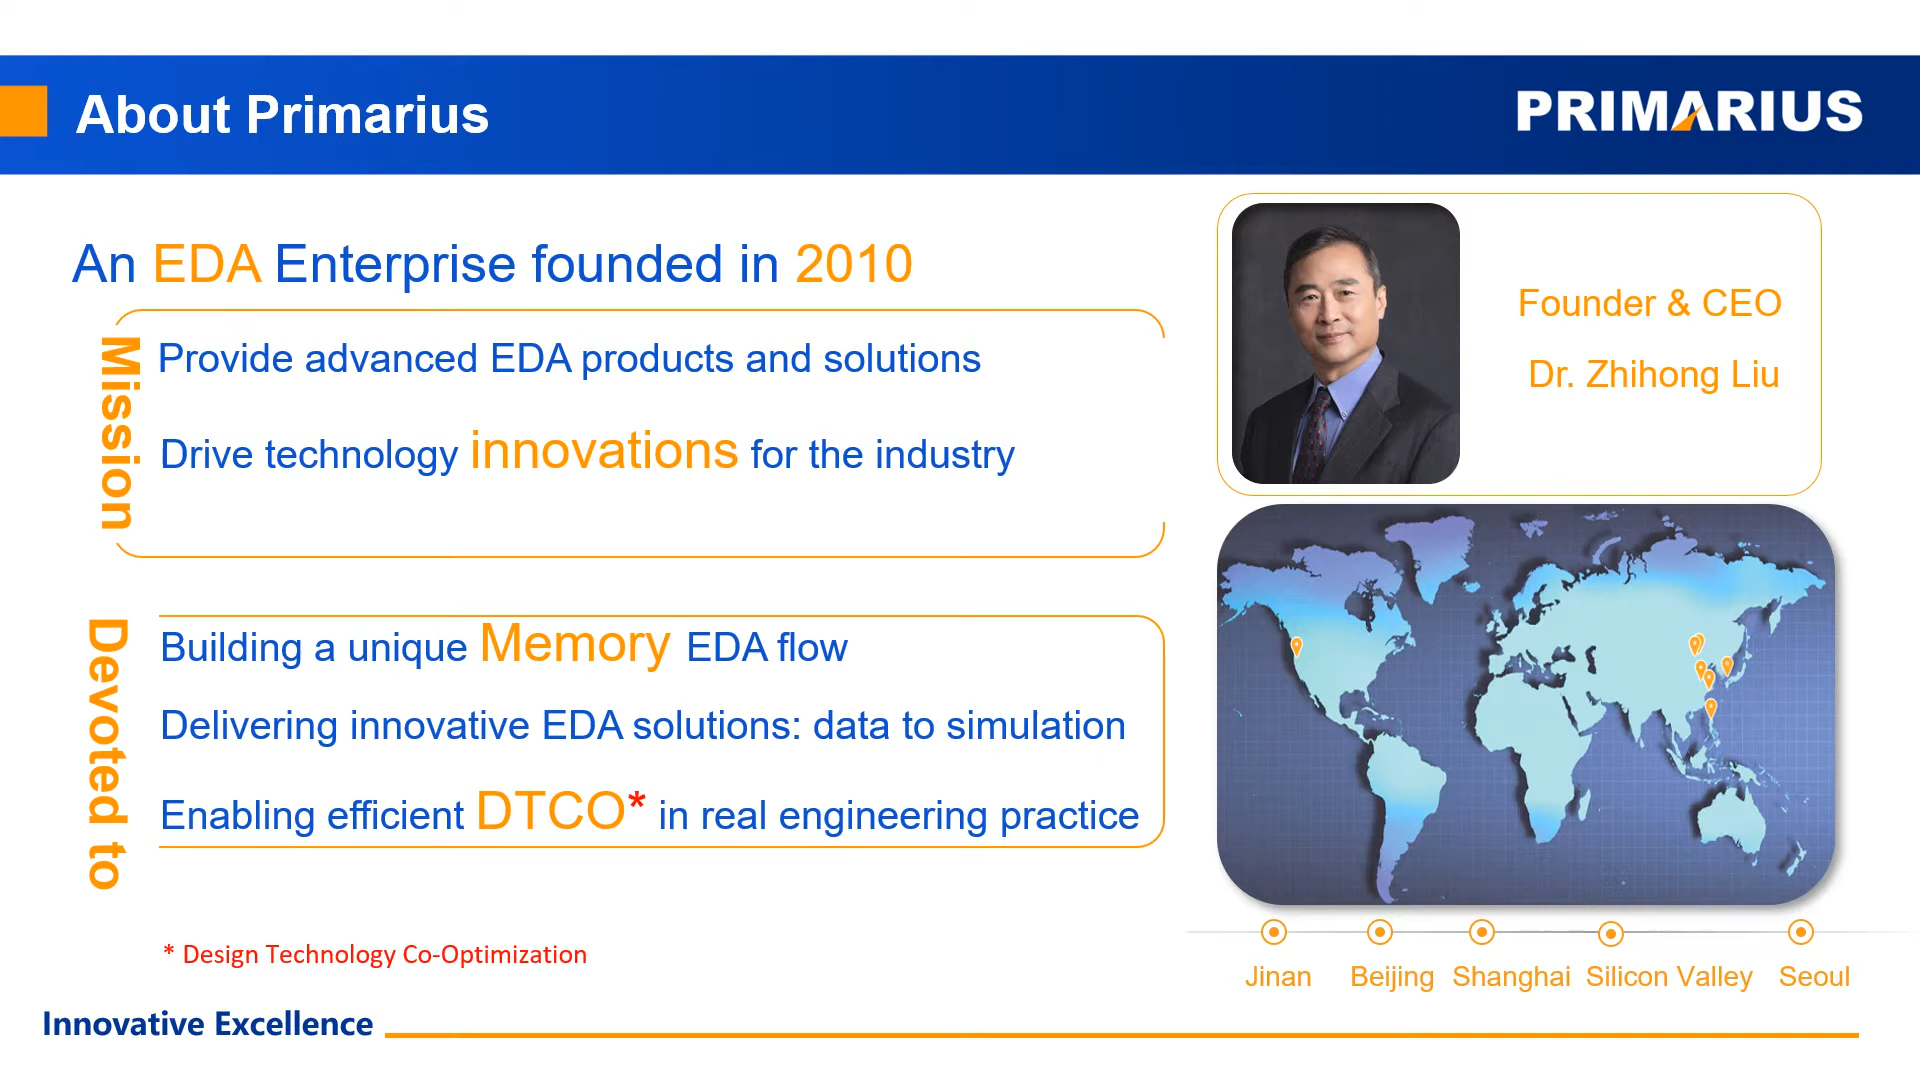 About Primarius
PRIMARIUS
An EDA Enterprise founded in 2010
Mission
Provide advanced EDA products and solutions
Drive technology innovations for the industry
Devoted to
Building a unique Memory EDA flow
Delivering innovative EDA solutions: data to simulation
Enabling efficient DTCO* in real engineering practice
* Design Technology Co-Optimization
Founder & CEO
Dr. Zhihong Liu
Jinan
Beijing
Shanghai
Silicon Valley
Seoul
Innovative Excellence